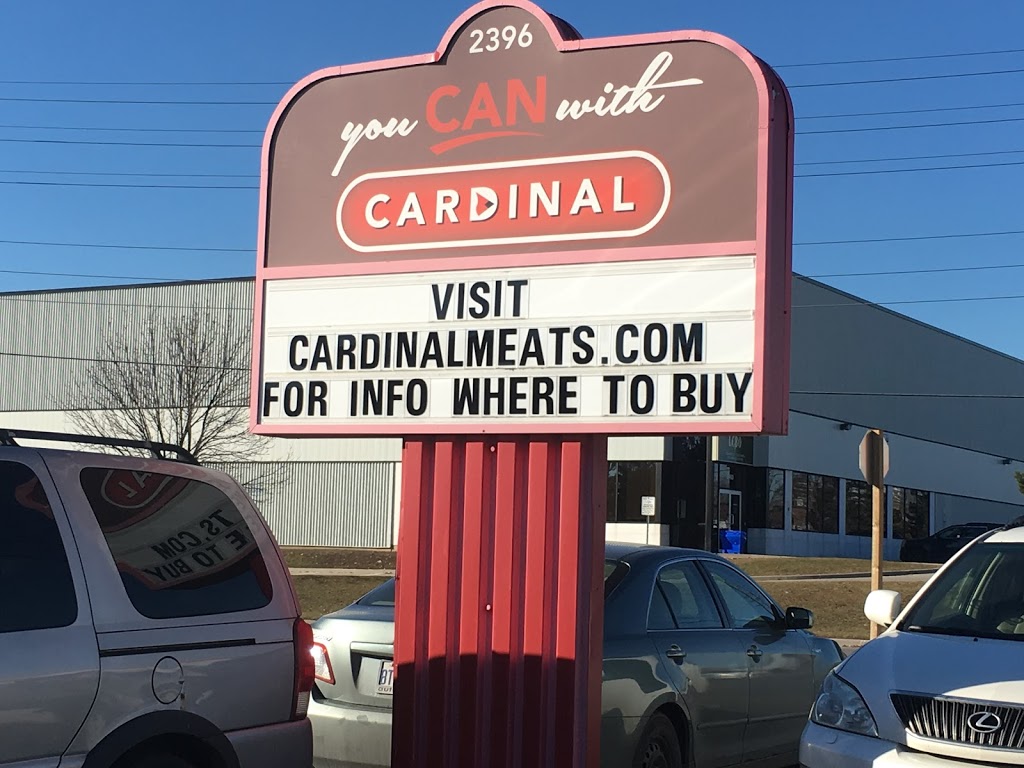 2396
you CAN with
CARDINAL
VISIT
CARDINALMEATS.COM
FOR INFO WHERE TO BUY